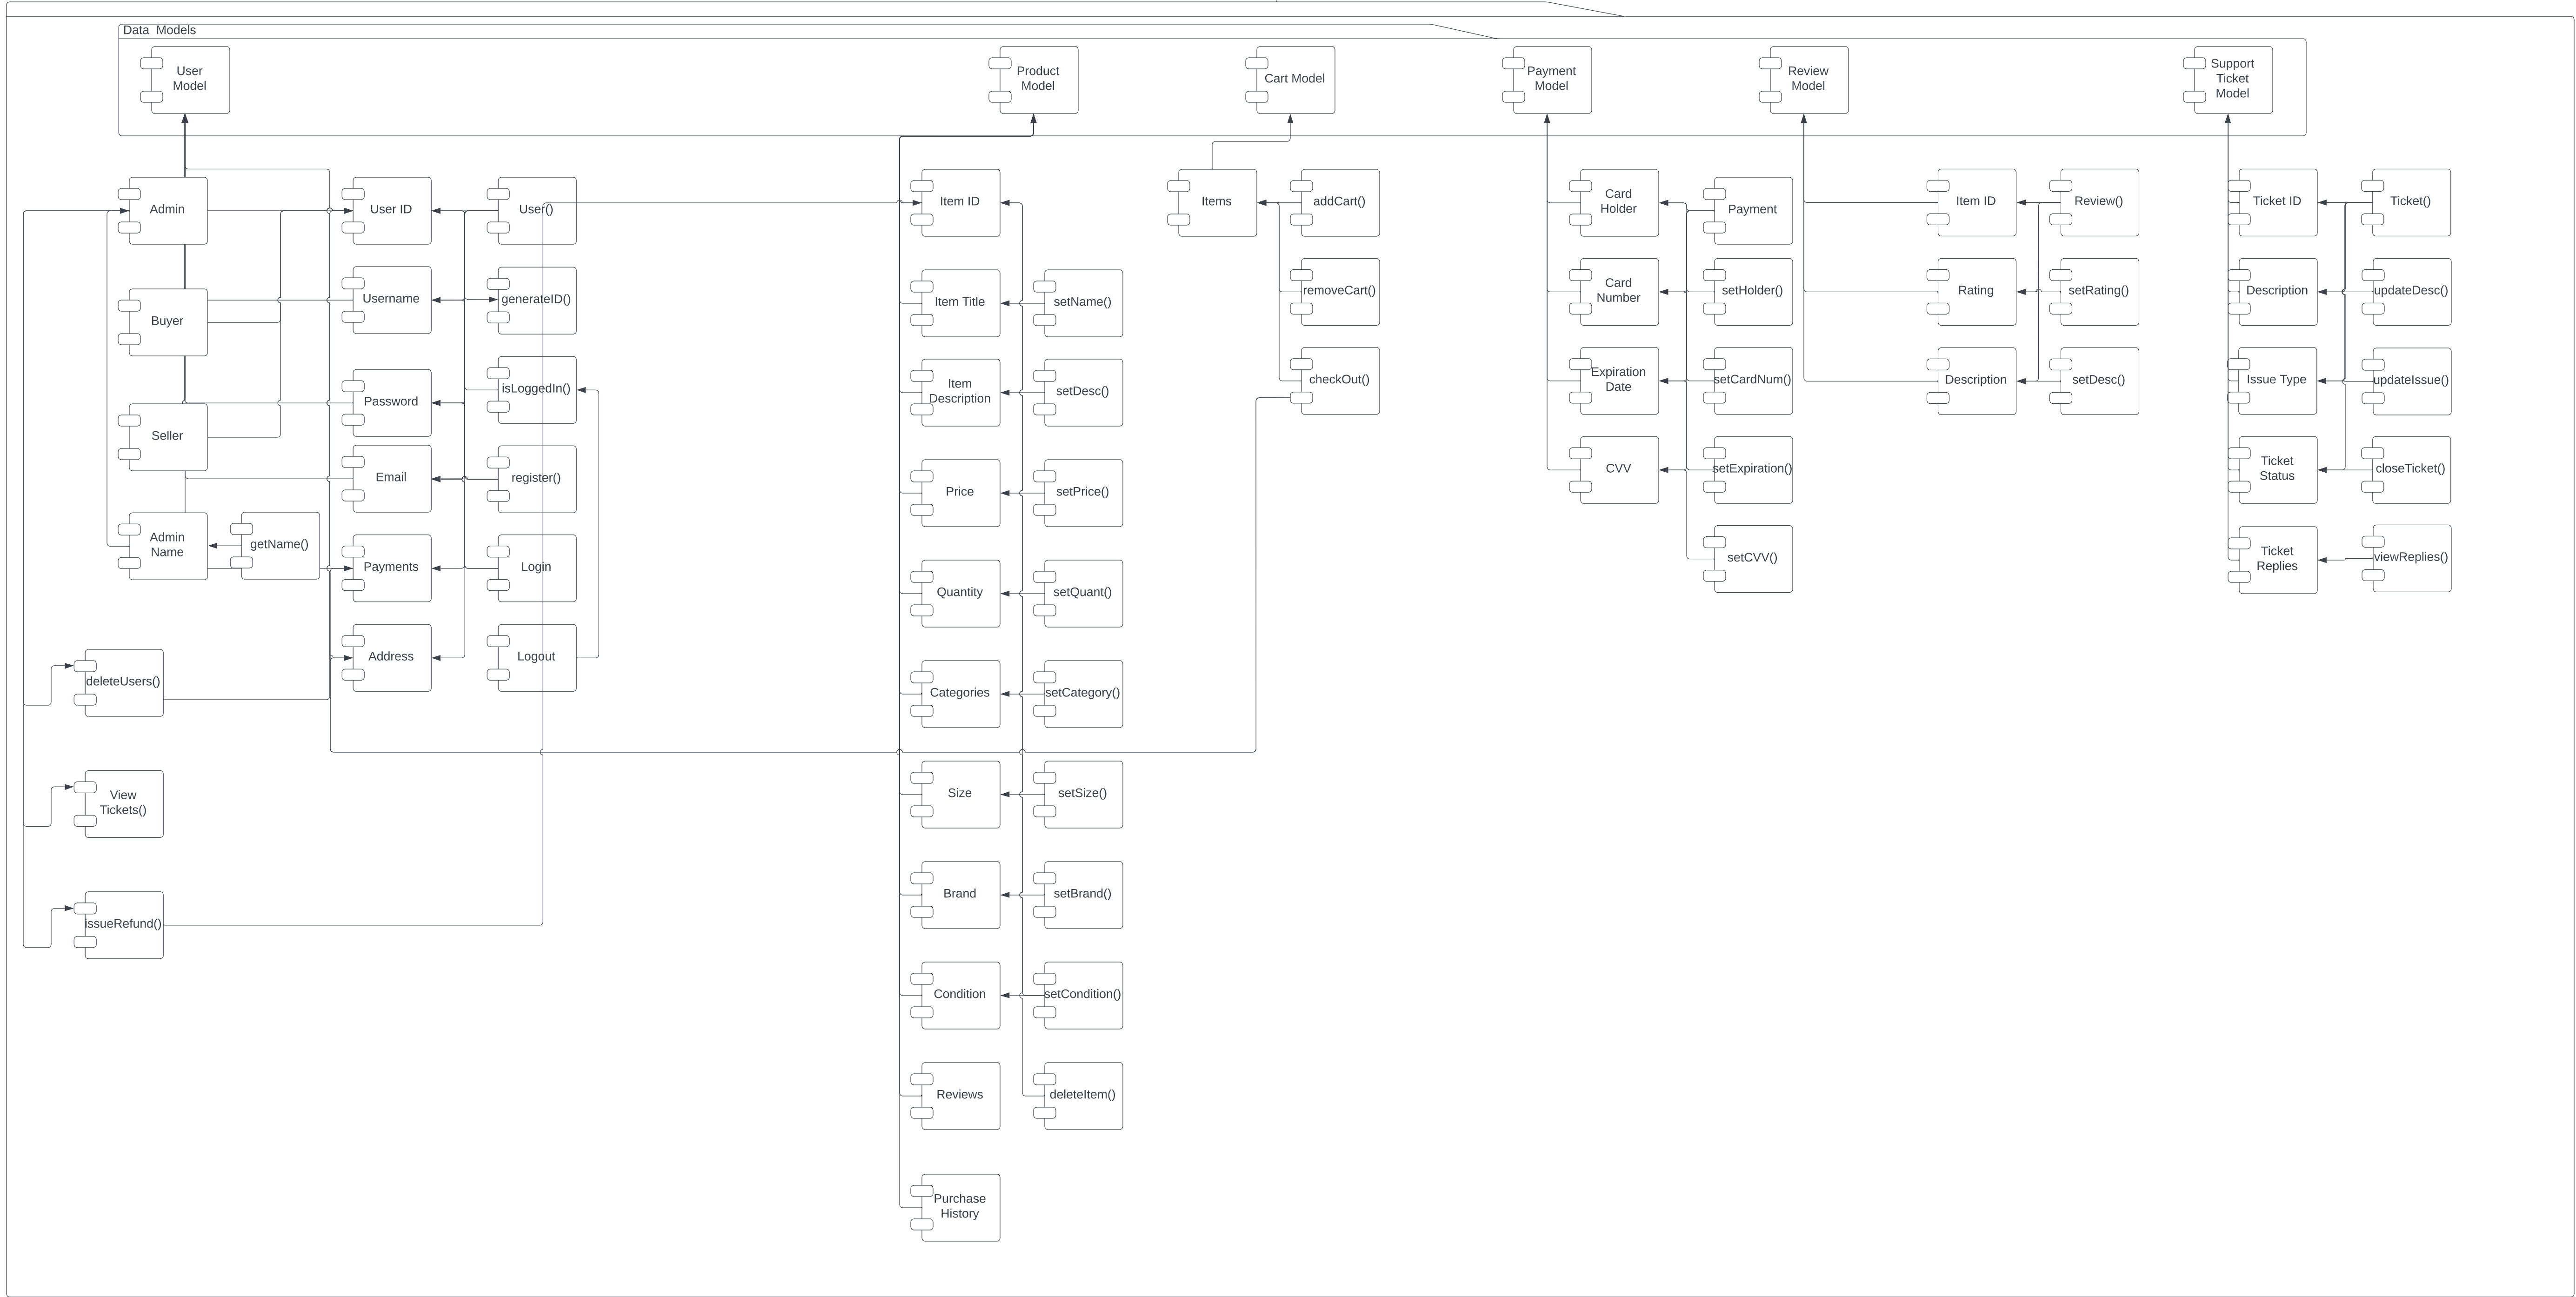 Data Models
User
Model
Product
Model
Cart Model
Payment
Model
Review
Model
Support
Ticket
Model
Admin
User ID
User()
Item ID
Items
addCart()
Card
Holder
Payment
Item ID
Review()
Ticket ID
Ticket()
Buyer
Username
generateID()
Item Title
setName()
removeCart()
Card
Number
setHolder()
Rating
setRating()
Description
updateDesc()
Seller
Password
isLoggedIn()
Item
Description
setDesc()
checkOut()
Expiration
Date
setCardNum()
Description
setDesc()
Issue Type
updateIssue()
Email
register()
Price
setPrice()
CVV
setExpiration()
Ticket
Status
closeTicket()
Admin
Name
getName()
Payments
Login
Quantity
setQuant()
setCVV()
Ticket
Replies
viewReplies()
deleteUsers()
Address
Logout
Categories
setCategory()
View
Tickets()
Size
setSize()
issueRefund()
Brand
setBrand()
Condition
setCondition()
Reviews
deleteItem()
Purchase
History